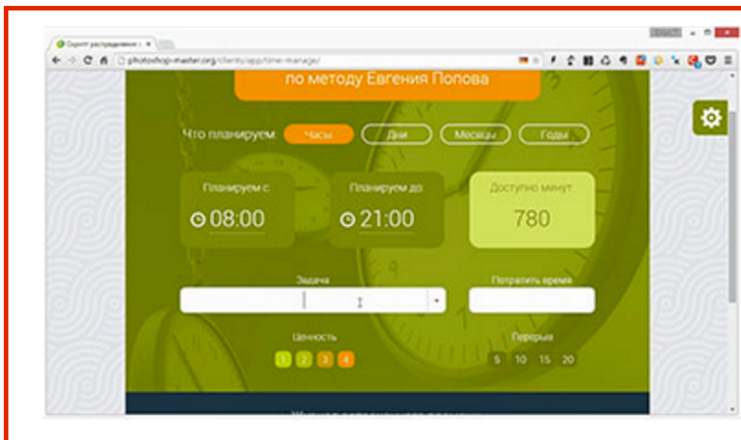 photoshop-master.org/clients/app/time-manage/
по методу Евгения Попова
Что планируем: Часы Дни Месяцы Годы
Планируем с: Планируем до: Доступно минут:
08:00 21:00 780
Задача Потратить время
Ценность Перерыв
1 2 3 4 5 10 15 20